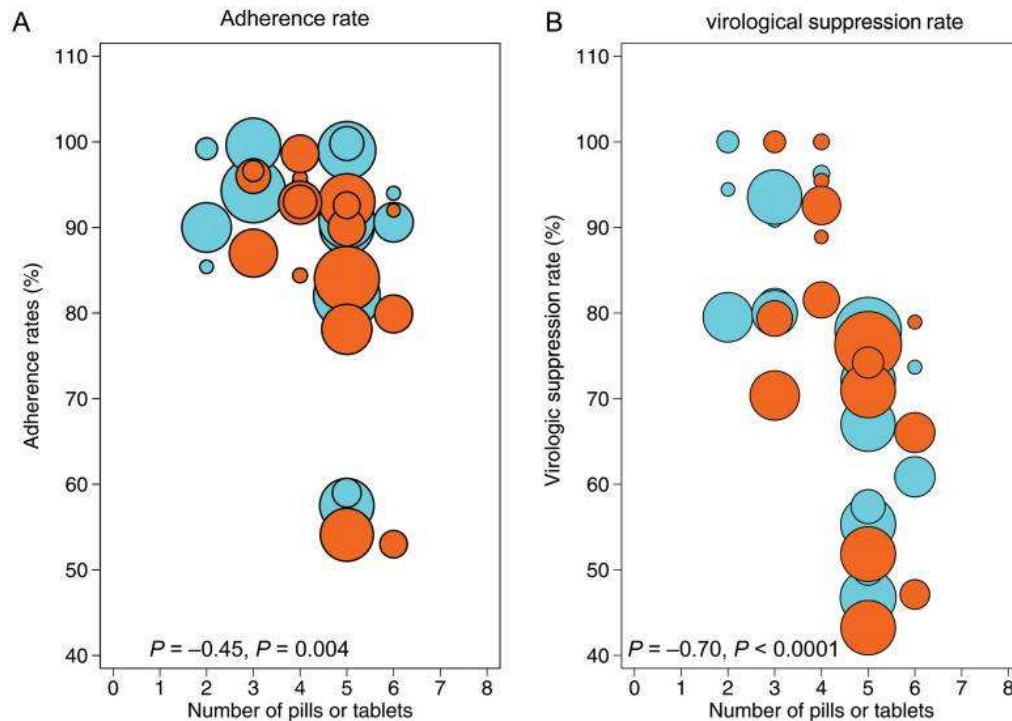 A
Adherence rate
110
100
90
80
70
60
50
40
Adherence rates (%)
P = –0.45, P = 0.004
0 1 2 3 4 5 6 7 8
Number of pills or tablets
B
virological suppression rate
110
100
90
80
70
60
50
40
Virologic suppression rate (%)
P = –0.70, P < 0.0001
0 1 2 3 4 5 6 7 8
Number of pills or tablets